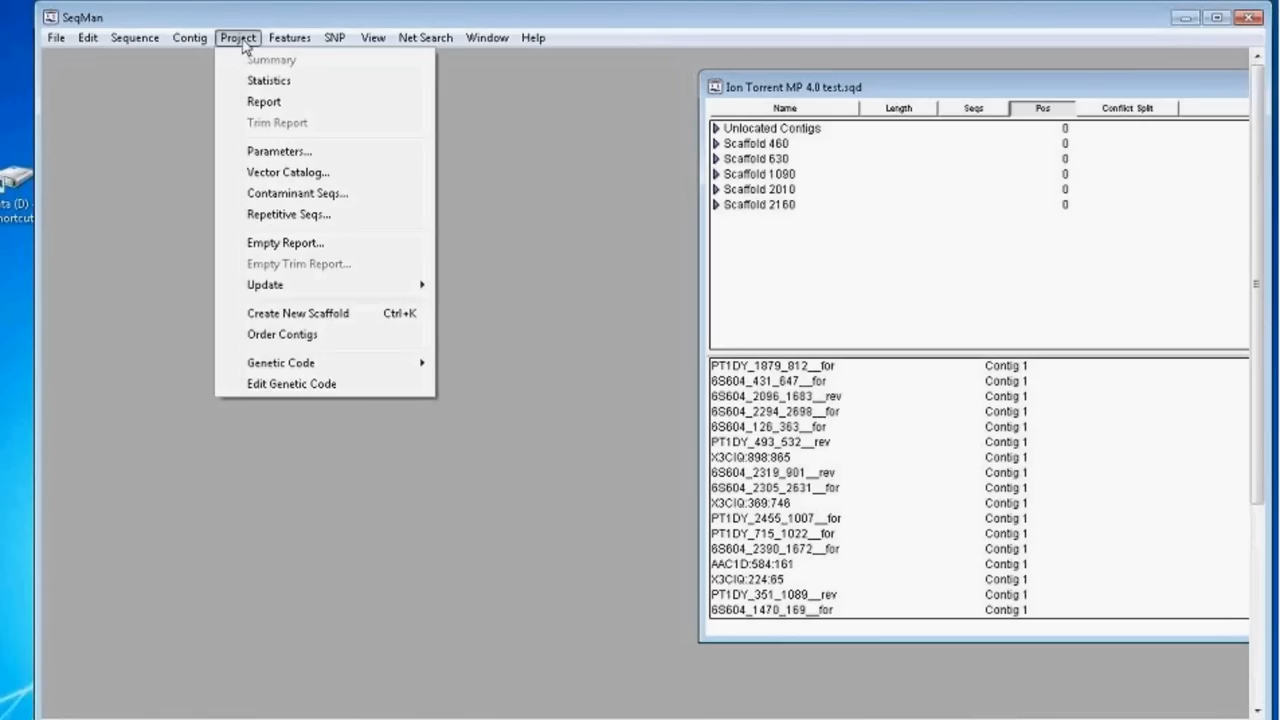 SeqMan
File Edit Sequence Contig Project Features SNP View Net Search Window Help
Summary
Statistics
Report
Trim Report
Parameters...
Vector Catalog...
Contaminant Seqs...
Repetitive Seqs...
Empty Report...
Empty Trim Report...
Update
Create New Scaffold Ctrl+K
Order Contigs
Genetic Code
Edit Genetic Code
ta (D) -
hortcut
Ion Torrent MP 4.0 test.sqd
Name Length Seqs Pos Conflict Split
Unlocated Contigs 0
Scaffold 460 0
Scaffold 630 0
Scaffold 1090 0
Scaffold 2010 0
Scaffold 2160 0
PT1DY_1879_812__for Contig 1
6S604_431_647__for Contig 1
6S604_2096_1683__rev Contig 1
6S604_2294_2698__for Contig 1
6S604_126_363__for Contig 1
PT1DY_493_532__rev Contig 1
X3CIQ:898:865 Contig 1
6S604_2319_901__rev Contig 1
6S604_2305_2631__for Contig 1
X3CIQ:369:746 Contig 1
PT1DY_2455_1007__for Contig 1
PT1DY_715_1022__for Contig 1
6S604_2390_1672__for Contig 1
AAC1D:584:161 Contig 1
X3CIQ:224:65 Contig 1
PT1DY_351_1089__rev Contig 1
6S604_1470_169__for Contig 1